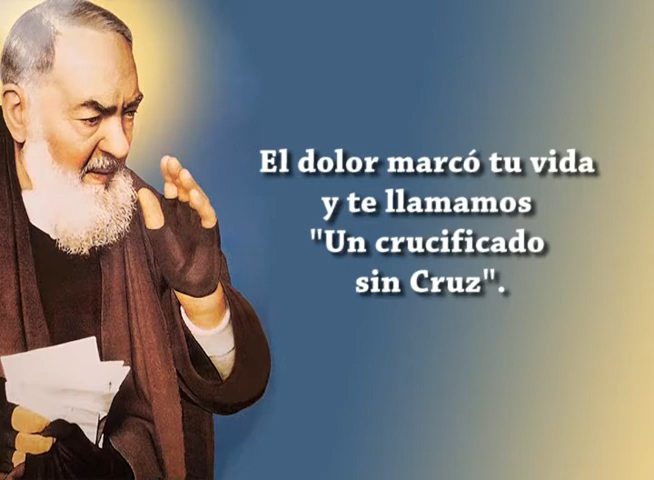 El dolor marcó tu vida
y te llamamos
"Un crucificado
sin Cruz".